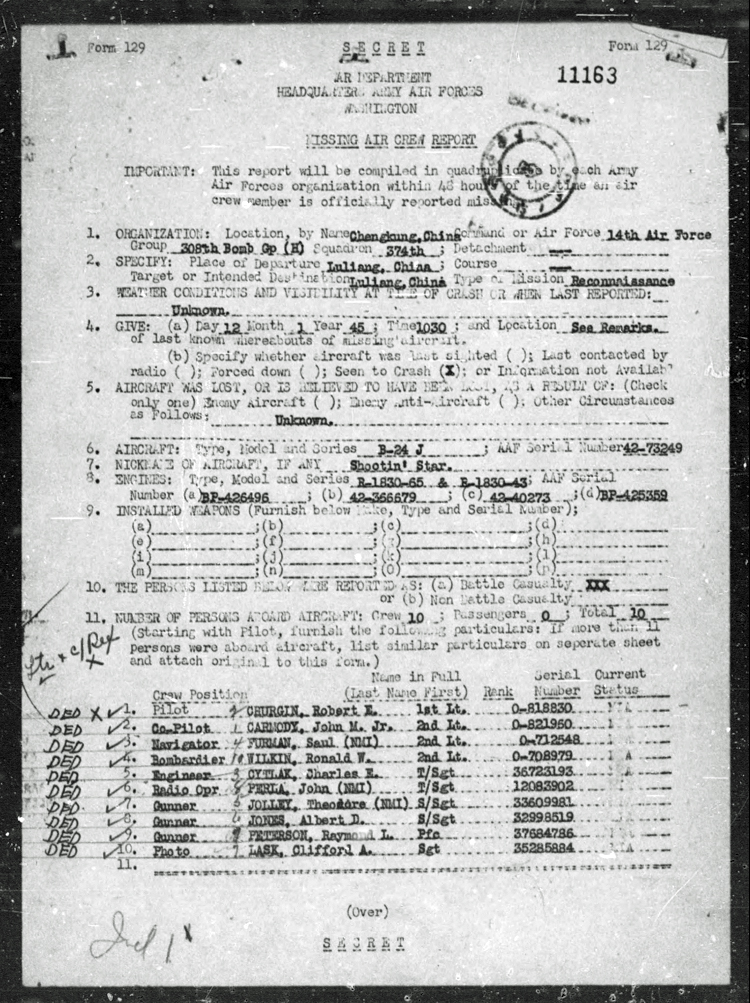 Form 129 SECRET Form 129
11163
WAR DEPARTMENT
HEADQUARTERS ARMY AIR FORCES
WASHINGTON
MISSING AIR CREW REPORT
IMPORTANT: This report will be compiled in quadruplicate by each Army
Air Forces organization within 48 hours of the time an air
crew member is officially reported missing.
1. ORGANIZATION: Location, by Name Chengkung, China Command or Air Force 14th Air Force
Group 308th Bomb Gp (H) Squadron 374th ; Detachment
2. SPECIFY: Place of Departure Luliang, China ; Course
Target or Intended Destination Luliang, China Type of Mission Reconnaissance
3. WEATHER CONDITIONS AND VISIBILITY AT TIME OF CRASH OR WHEN LAST REPORTED:
Unknown.
4. GIVE: (a) Day 12 Month 1 Year 45 ; Time 1030 ; and Location See Remarks.
of last known whereabouts of missing aircraft.
(b) Specify whether aircraft was last sighted ( ); Last contacted by
radio ( ); Forced down ( ); Seen to Crash (X); or Information not Availab
5. AIRCRAFT WAS LOST, OR IS BELIEVED TO HAVE BEEN LOST, AS A RESULT OF: (Check
only one) Enemy Aircraft ( ); Enemy Anti-Aircraft ( ); Other Circumstances
as Follows: Unknown.
6. AIRCRAFT: Type, Model and Series B-24 J ; AAF Serial Number 42-73249
7. NICKNAME OF AIRCRAFT, IF ANY Shootin' Star.
8. ENGINES: Type, Model and Series R-1830-65 & R-1830-43; AAF Serial
Number (a) BP-426496 ; (b) 42-366679 ; (c) 42-40273 ; (d) BP-425359
9. INSTALLED WEAPONS (Furnish below Make, Type and Serial Number);
(a) ;(b) ;(c) ;(d)
(e) ;(f) ;(g) ;(h)
(i) ;(j) ;(k) ;(l)
(m) ;(n) ;(o) ;(p)
10. THE PERSONS LISTED BELOW WERE REPORTED AS: (a) Battle Casualty XXX
or (b) Non Battle Casualty
11. NUMBER OF PERSONS ABOARD AIRCRAFT: Crew 10 ; Passengers 0 ; Total 10
(Starting with Pilot, furnish the following particulars: If more than 11
persons were aboard aircraft, list similar particulars on seperate sheet
and attach original to this form.)
Name in Full Serial Current
Crew Position (Last Name First) Rank Number Status
DED X ✓1. Pilot CHURGIN, Robert E. 1st Lt. O-818830
DED ✓2. Co-Pilot CARMODY, John M. Jr. 2nd Lt. O-821960
DED ✓3. Navigator FURMAN, Saul (NMI) 2nd Lt. O-712548
DED ✓4. Bombardier WILKIN, Ronald W. 2nd Lt. O-708979
DED 5. Engineer CYTLAK, Charles E. T/Sgt 36723193
DED ✓6. Radio Opr PERLA, John (NMI) T/Sgt 12083902
DED ✓7. Gunner JOLLEY, Theodore (NMI) S/Sgt 33609981
DED ✓8. Gunner JONES, Albert D. S/Sgt 32998519
DED ✓9. Gunner PETERSON, Raymond L. Pfc 37684786
DED ✓10. Photo LASK, Clifford A. Sgt 35285884
11.
(Over)
SECRET